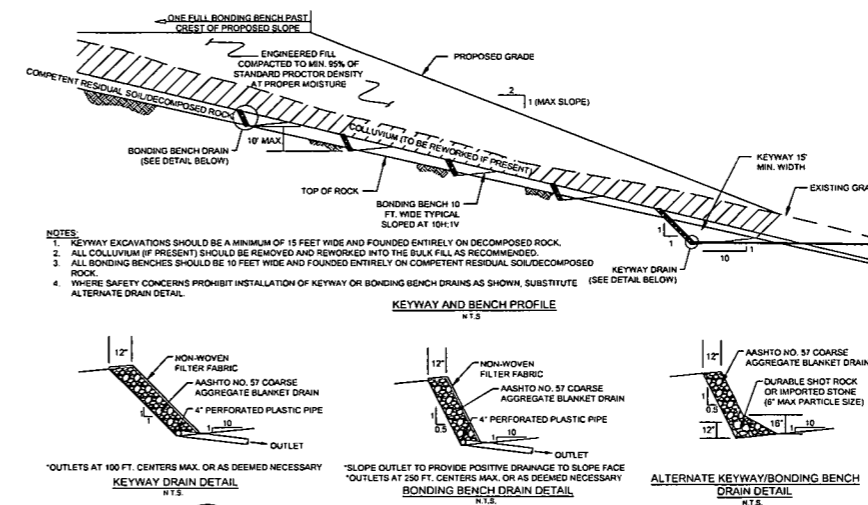 ONE FULL BONDING BENCH PAST
CREST OF PROPOSED SLOPE
ENGINEERED FILL
COMPACTED TO MIN. 95% OF
STANDARD PROCTOR DENSITY
AT PROPER MOISTURE
PROPOSED GRADE
2
1 (MAX SLOPE)
COMPETENT RESIDUAL SOIL/DECOMPOSED ROCK
COLLUVIUM (TO BE REWORKED IF PRESENT)
BONDING BENCH DRAIN
(SEE DETAIL BELOW)
10' MAX.
TOP OF ROCK
BONDING BENCH 10
FT. WIDE TYPICAL
SLOPED AT 10H:1V
KEYWAY 15'
MIN. WIDTH
EXISTING GRA
1
1
10
1
KEYWAY DRAIN
(SEE DETAIL BELOW)
NOTES:
1. KEYWAY EXCAVATIONS SHOULD BE A MINIMUM OF 15 FEET WIDE AND FOUNDED ENTIRELY ON DECOMPOSED ROCK.
2. ALL COLLUVIUM (IF PRESENT) SHOULD BE REMOVED AND REWORKED INTO THE BULK FILL AS RECOMMENDED.
3. ALL BONDING BENCHES SHOULD BE 10 FEET WIDE AND FOUNDED ENTIRELY ON COMPETENT RESIDUAL SOIL/DECOMPOSED
ROCK.
4. WHERE SAFETY CONCERNS PROHIBIT INSTALLATION OF KEYWAY OR BONDING BENCH DRAINS AS SHOWN, SUBSTITUTE
ALTERNATE DRAIN DETAIL.
KEYWAY AND BENCH PROFILE
N.T.S
12"
NON-WOVEN
FILTER FABRIC
AASHTO NO. 57 COARSE
AGGREGATE BLANKET DRAIN
4" PERFORATED PLASTIC PIPE
1
1
10
1
OUTLET
*OUTLETS AT 100 FT. CENTERS MAX. OR AS DEEMED NECESSARY
KEYWAY DRAIN DETAIL
N.T.S.
12"
NON-WOVEN
FILTER FABRIC
AASHTO NO. 57 COARSE
AGGREGATE BLANKET DRAIN
4" PERFORATED PLASTIC PIPE
1
0.5
10
1
OUTLET
*SLOPE OUTLET TO PROVIDE POSITIVE DRAINAGE TO SLOPE FACE
*OUTLETS AT 250 FT. CENTERS MAX. OR AS DEEMED NECESSARY
BONDING BENCH DRAIN DETAIL
N.T.S.
12"
AASHTO NO. 57 COARSE
AGGREGATE BLANKET DRAIN
DURABLE SHOT ROCK
OR IMPORTED STONE
(6" MAX PARTICLE SIZE)
1
0.5
12"
16"
10
1
ALTERNATE KEYWAY/BONDING BENCH
DRAIN DETAIL
N.T.S.